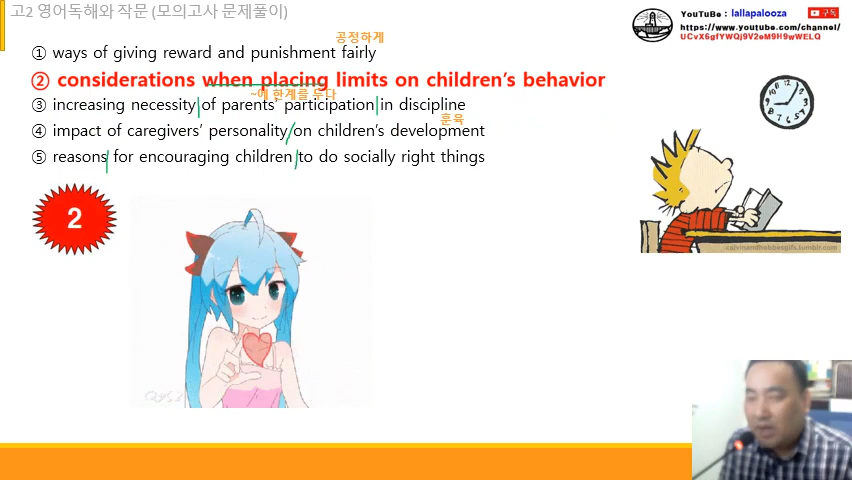 고2 영어독해와 작문 (모의고사 문제풀이)
YouTuBe : lallapalooza
구독
https://www.youtube.com/channel/
UCvX6gfYWQj9V2eM9H9wWELQ
공정하게
① ways of giving reward and punishment fairly
② considerations when placing limits on children's behavior
~에 한계를 두다
③ increasing necessity of parents' participation in discipline
훈육
④ impact of caregivers' personality on children's development
⑤ reasons for encouraging children to do socially right things
2
calvinandhobbesgifs.tumblr.com